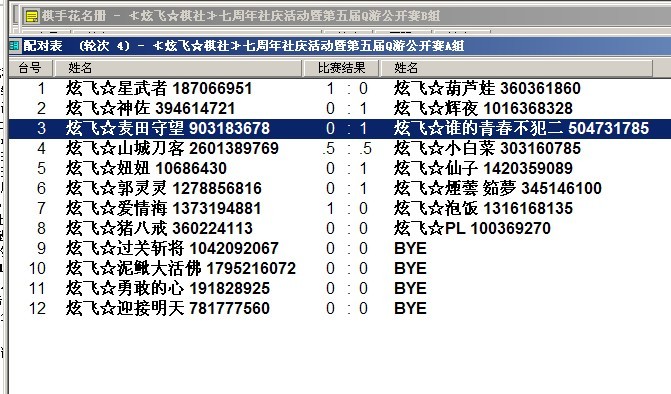 棋手花名册 - ≮炫飞☆棋社≯七周年社庆活动暨第五届Q游公开赛B组
配对表 (轮次 4) - ≮炫飞☆棋社≯七周年社庆活动暨第五届Q游公开赛A组
台号 姓名 比赛结果 姓名
1 炫飞☆星武者 187066951 1 : 0 炫飞☆葫芦娃 360361860
2 炫飞☆神佐 394614721 0 : 1 炫飞☆辉夜 1016368328
3 炫飞☆麦田守望 903183678 0 : 1 炫飞☆谁的青春不犯二 504731785
4 炫飞☆山城刀客 2601389769 .5 : .5 炫飞☆小白菜 303160785
5 炫飞☆妞妞 10686430 0 : 1 炫飞☆仙子 1420359089
6 炫飞☆郭灵灵 1278856816 0 : 1 炫飞☆煙蕓 345146100
7 炫飞☆爱情海 1373194881 1 : 0 炫飞☆泡饭 1316168135
8 炫飞☆猪八戒 360224113 0 : 0 炫飞☆PL 100369270
9 炫飞☆过关斩将 1042092067 0 : 0 BYE
10 炫飞☆泥鳅大活佛 1795216072 0 : 0 BYE
11 炫飞☆勇敢的心 191828925 0 : 0 BYE
12 炫飞☆迎接明天 781777560 0 : 0 BYE